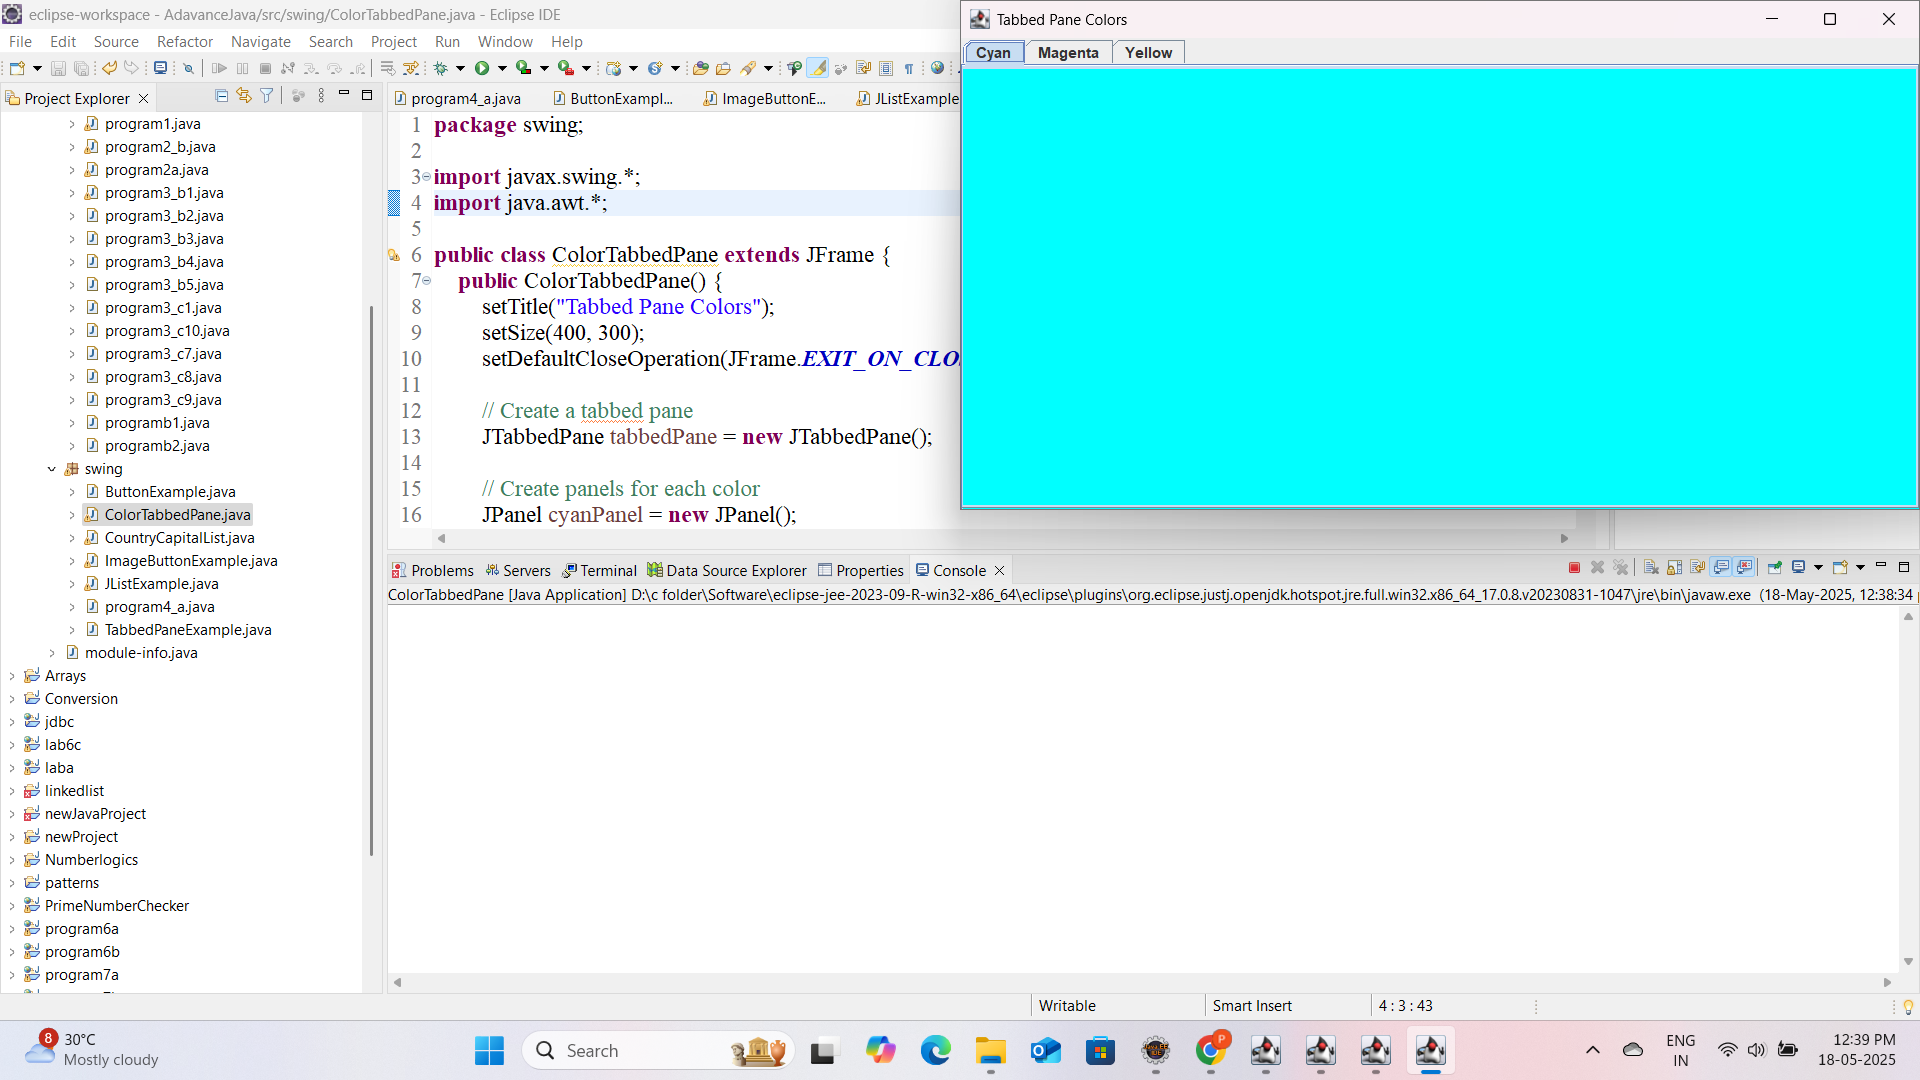 eclipse-workspace - AdavanceJava/src/swing/ColorTabbedPane.java - Eclipse IDE
File Edit Source Refactor Navigate Search Project Run Window Help
Project Explorer
program1.java
program2_b.java
program2a.java
program3_b1.java
program3_b2.java
program3_b3.java
program3_b4.java
program3_b5.java
program3_c1.java
program3_c10.java
program3_c7.java
program3_c8.java
program3_c9.java
programb1.java
programb2.java
swing
ButtonExample.java
ColorTabbedPane.java
CountryCapitalList.java
ImageButtonExample.java
JListExample.java
program4_a.java
TabbedPaneExample.java
module-info.java
Arrays
Conversion
jdbc
lab6c
laba
linkedlist
newJavaProject
newProject
Numberlogics
patterns
PrimeNumberChecker
program6a
program6b
program7a
program4_a.java ButtonExampl... ImageButtonE... JListExample
1 package swing;
2
3 import javax.swing.*;
4 import java.awt.*;
5
6 public class ColorTabbedPane extends JFrame {
7 public ColorTabbedPane() {
8 setTitle("Tabbed Pane Colors");
9 setSize(400, 300);
10 setDefaultCloseOperation(JFrame.EXIT_ON_CLO
11
12 // Create a tabbed pane
13 JTabbedPane tabbedPane = new JTabbedPane();
14
15 // Create panels for each color
16 JPanel cyanPanel = new JPanel();
Tabbed Pane Colors
Cyan Magenta Yellow
Problems Servers Terminal Data Source Explorer Properties Console
ColorTabbedPane [Java Application] D:\c folder\Software\eclipse-jee-2023-09-R-win32-x86_64\eclipse\plugins\org.eclipse.justj.openjdk.hotspot.jre.full.win32.x86_64_17.0.8.v20230831-1047\jre\bin\javaw.exe (18-May-2025, 12:38:34
Writable Smart Insert 4 : 3 : 43
8
30°C
Mostly cloudy
Search
P
ENG
IN
12:39 PM
18-05-2025